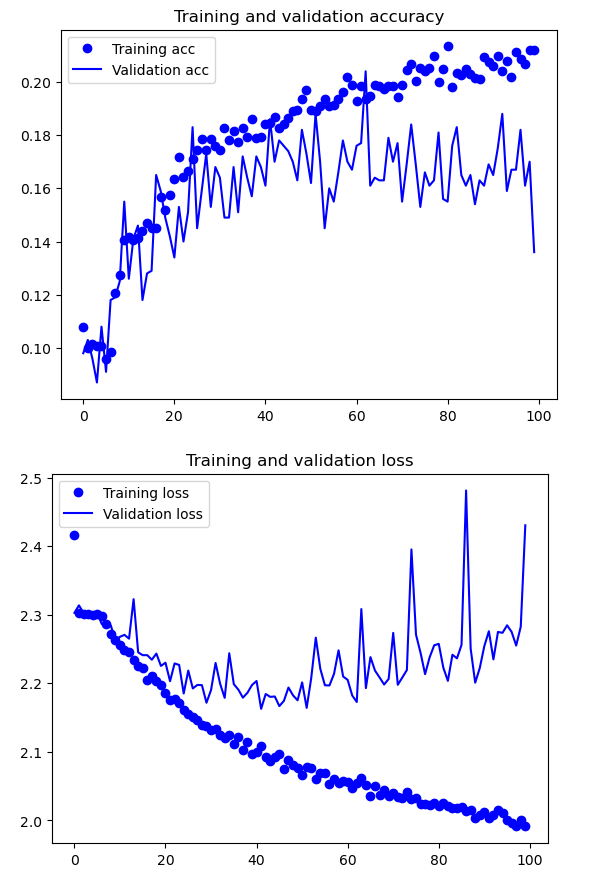 Training and validation accuracy
Training acc
Validation acc
0.20
0.18
0.16
0.14
0.12
0.10
0 20 40 60 80 100
Training and validation loss
2.5
Training loss
Validation loss
2.4
2.3
2.2
2.1
2.0
0 20 40 60 80 100